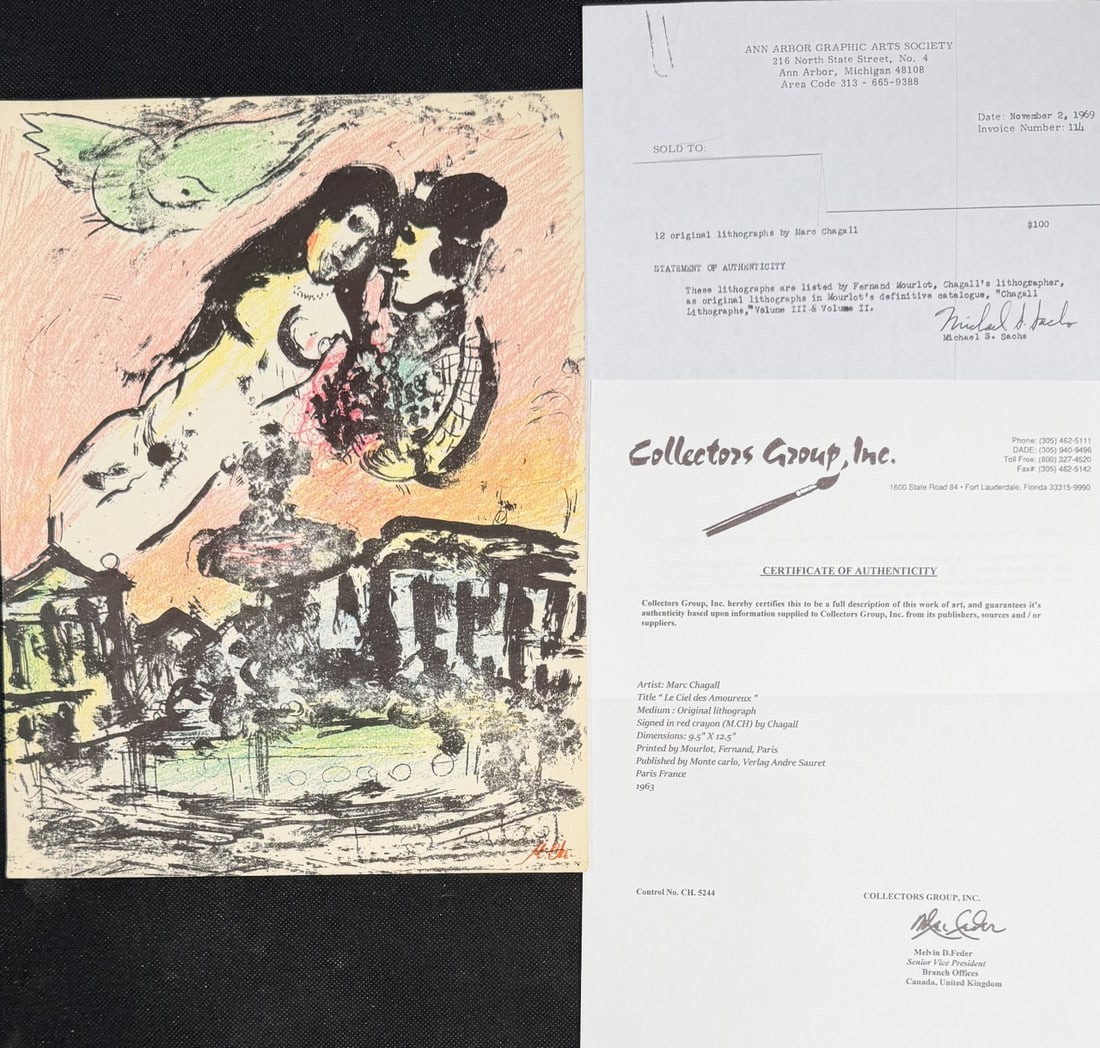 ANN ARBOR GRAPHIC ARTS SOCIETY
216 North State Street, No. 4
Ann Arbor, Michigan 48108
Area Code 313 - 665-9388
Date: November 2, 1969
Invoice Number: 114
SOLD TO:
$100
12 original lithographs by Marc Chagall
STATEMENT OF AUTHENTICITY
These lithographs are listed by Fernand Mourlot, Chagall's lithographer,
as original lithographs in Mourlot's definitive catalogue, "Chagall
Lithographs," Volume III & Volume II.
Michael S. Sachs
Michael S. Sachs
Collectors Group, Inc.
Phone: (305) 462-5111
DADE: (305) 940-9496
Toll Free: (800) 327-4520
Fax#: (305) 462-5142
1600 State Road 84 • Fort Lauderdale, Florida 33315-9990
CERTIFICATE OF AUTHENTICITY
Collectors Group, Inc. hereby certifies this to be a full description of this work of art, and guarantees it's
authenticity based upon information supplied to Collectors Group, Inc. from its publishers, sources and / or
suppliers.
Artist: Marc Chagall
Title " Le Ciel des Amoureux "
Medium : Original lithograph
Signed in red crayon (M.CH) by Chagall
Dimensions: 9.5" X 12.5"
Printed by Mourlot, Fernand, Paris
Published by Monte carlo, Verlag Andre Sauret
Paris France
1963
Control No. CH. 5244
COLLECTORS GROUP, INC.
Melvin D.Feder
Senior Vice President
Branch Offices
Canada, United Kingdom
M.Ch.